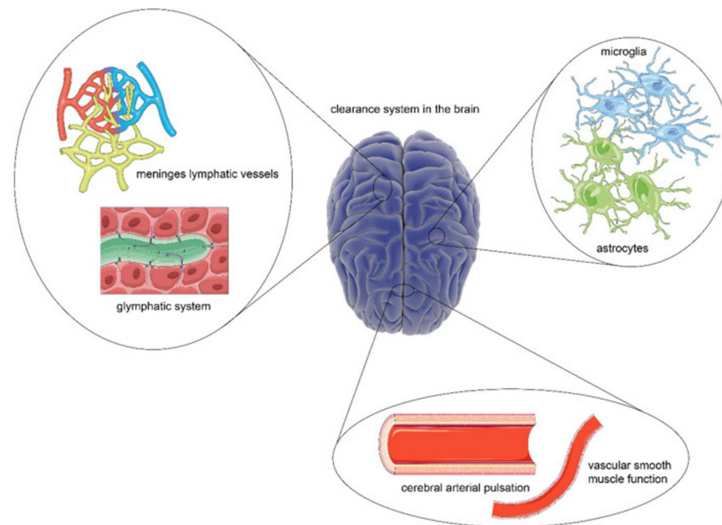 microglia
clearance system in the brain
meninges lymphatic vessels
astrocytes
glymphatic system
vascular smooth
muscle function
cerebral arterial pulsation